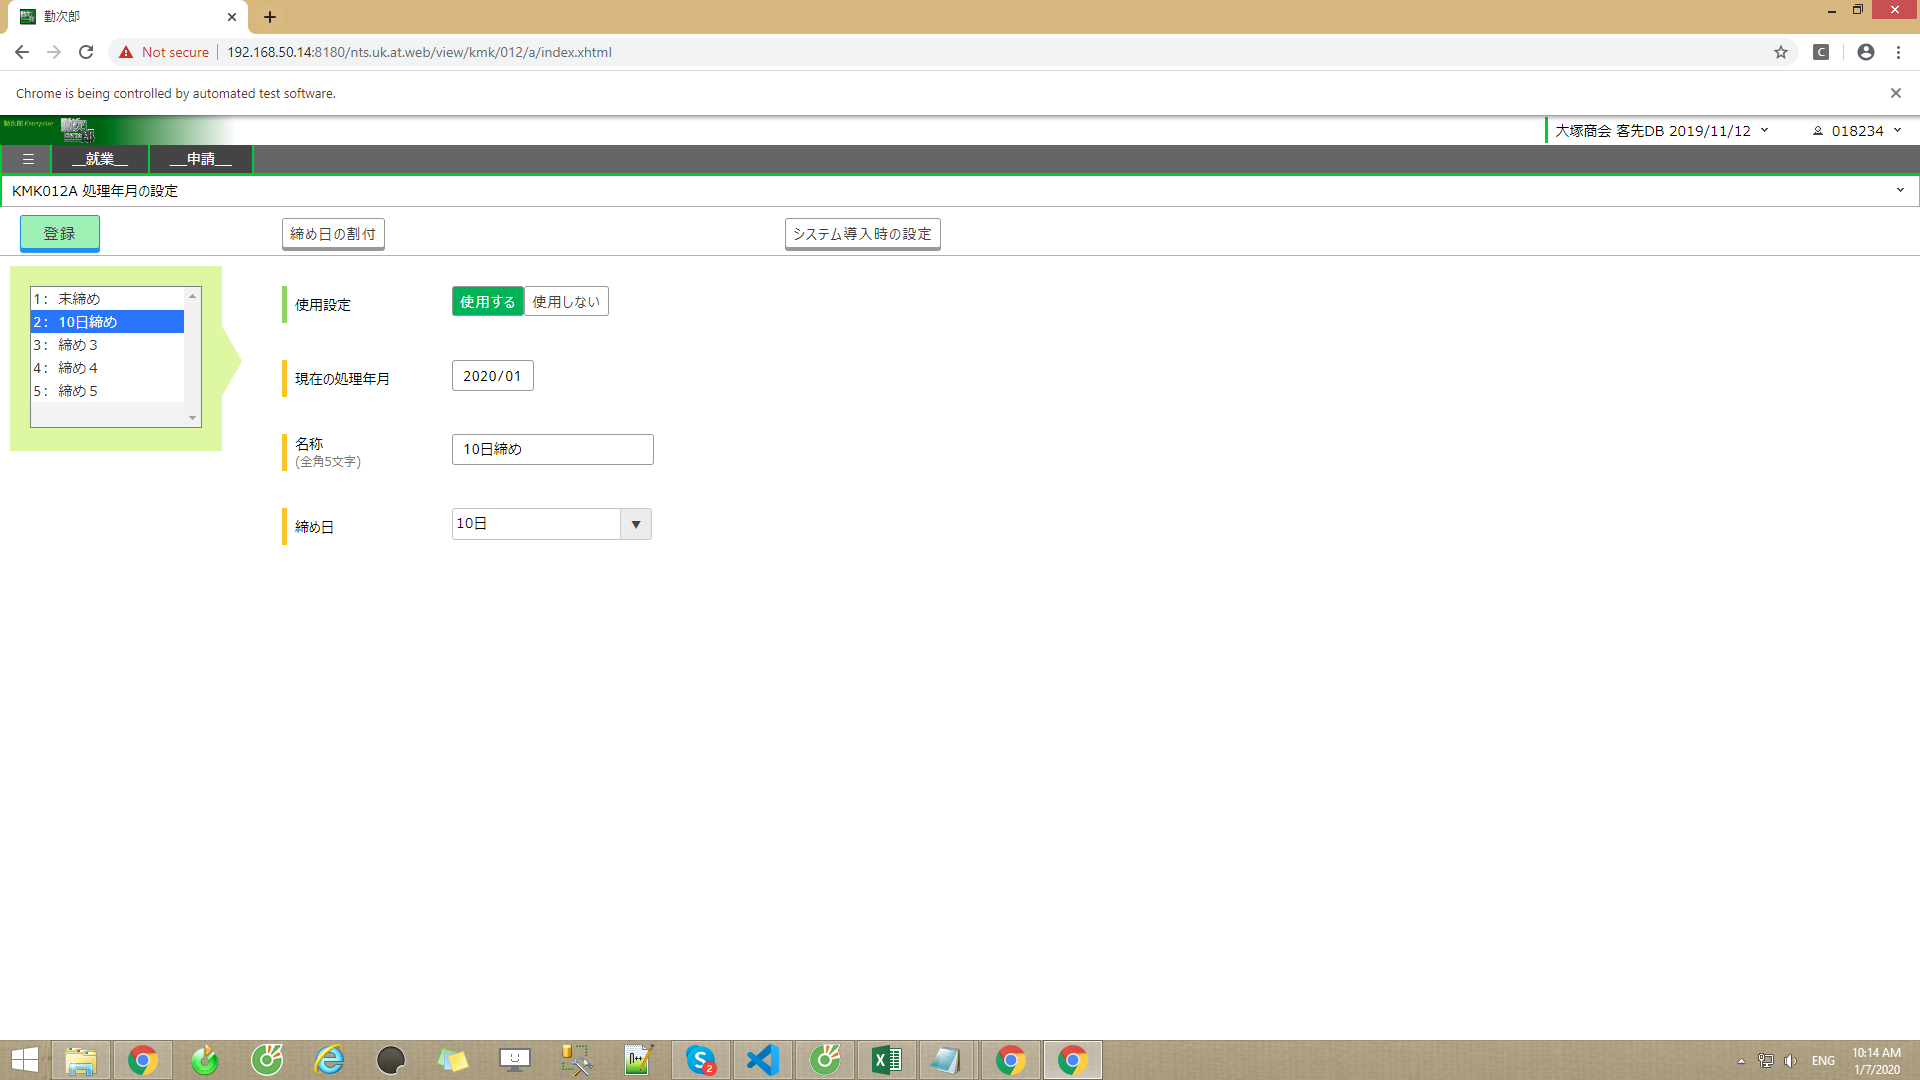 勤次郎
Not secure
192.168.50.14:8180/nts.uk.at.web/view/kmk/012/a/index.xhtml
C
Chrome is being controlled by automated test software.
勤次郎 Enterprise
大塚商会 客先DB 2019/11/12
018234
__就業__
__申請__
KMK012A 処理年月の設定
登録
締め日の割付
システム導入時の設定
1： 末締め
2： 10日締め
3： 締め３
4： 締め４
5： 締め５
使用設定
使用する
使用しない
現在の処理年月
2020/01
名称
(全角5文字)
10日締め
締め日
10日
S 2
ENG
10:14 AM
1/7/2020